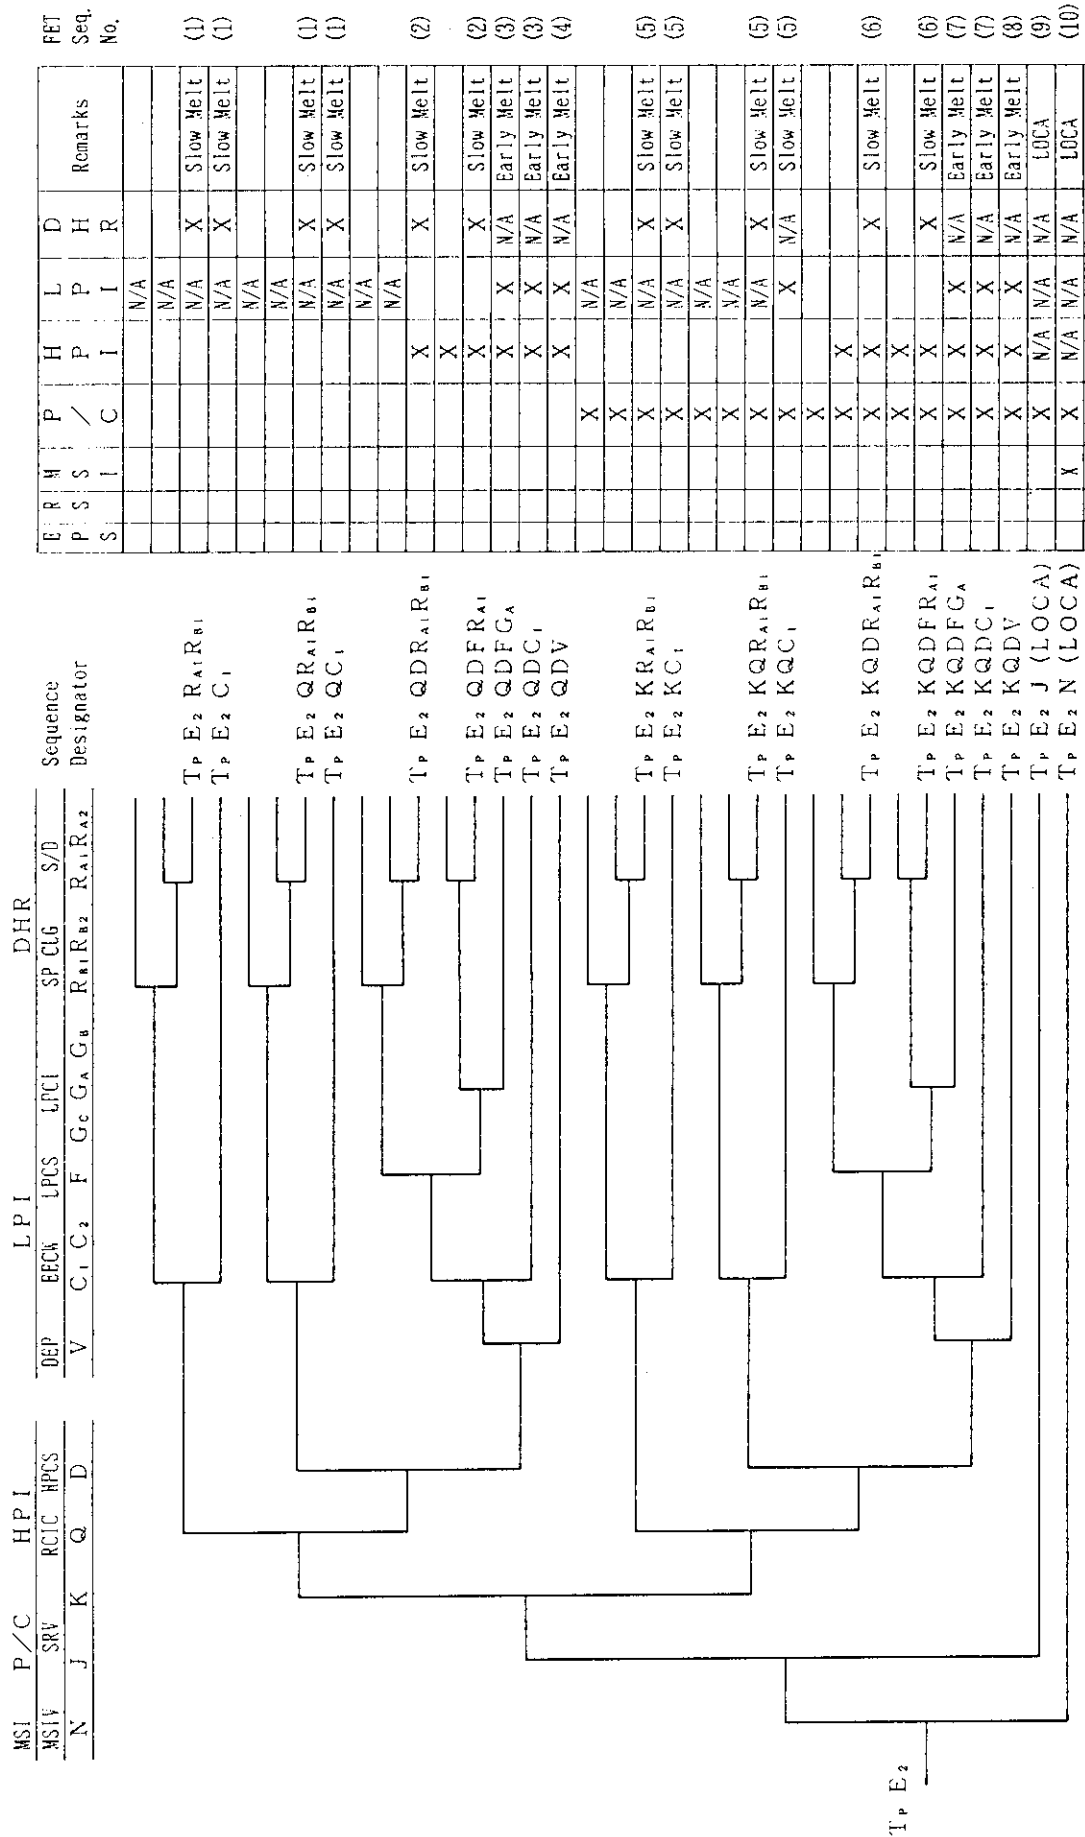 MSI P/C HPI LPI DHR E R M P H L D FET
MSIV SRV RCIC HPCS DEP EECW LPCS LPCI SP CLG S/D Sequence P S S / P P H Remarks Seq.
N J K Q D V C₁ C₂ F G_C G_A G_B R_B1 R_B2 R_A1 R_A2 Designator S I C I I R No.
N/A
N/A
T_P E₂ R_A1 R_B1 N/A X Slow Melt (1)
T_P E₂ C₁ N/A X Slow Melt (1)
N/A
N/A
T_P E₂ QR_A1 R_B1 N/A X Slow Melt (1)
T_P E₂ QC₁ N/A X Slow Melt (1)
N/A
N/A
T_P E₂ QDR_A1 R_B1 X X Slow Melt (2)
X
T_P E₂ QDFR_A1 X X Slow Melt (2)
T_P E₂ QDFG_A X X N/A Early Melt (3)
T_P E₂ QDC₁ X X N/A Early Melt (3)
T_P E₂ QDV X X N/A Early Melt (4)
X N/A
X N/A
T_P E₂ KR_A1 R_B1 X N/A X Slow Melt (5)
T_P E₂ KC₁ X N/A X Slow Melt (5)
X N/A
X N/A
T_P E₂ KQR_A1 R_B1 X N/A X Slow Melt (5)
T_P E₂ KQC₁ X X N/A Slow Melt (5)
X
X X
T_P E₂ KQDR_A1 R_B1 X X X Slow Melt (6)
X X
T_P E₂ KQDFR_A1 X X X Slow Melt (6)
T_P E₂ T_P E₂ KQDFG_A X X X N/A Early Melt (7)
T_P E₂ KQDC₁ X X X N/A Early Melt (7)
T_P E₂ KQDV X X X N/A Early Melt (8)
T_P E₂ J (LOCA) X N/A N/A N/A LOCA (9)
T_P E₂ N (LOCA) X X N/A N/A N/A LOCA (10)